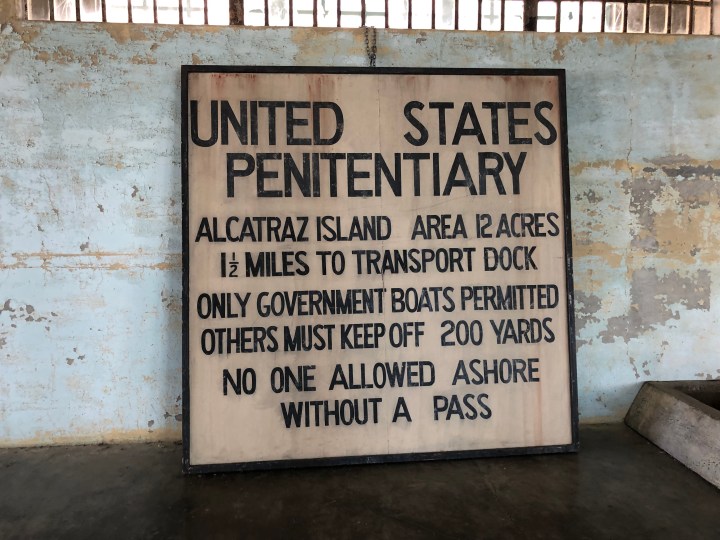 UNITED STATES
PENITENTIARY
ALCATRAZ ISLAND AREA 12 ACRES
1½ MILES TO TRANSPORT DOCK
ONLY GOVERNMENT BOATS PERMITTED
OTHERS MUST KEEP OFF 200 YARDS
NO ONE ALLOWED ASHORE
WITHOUT A PASS